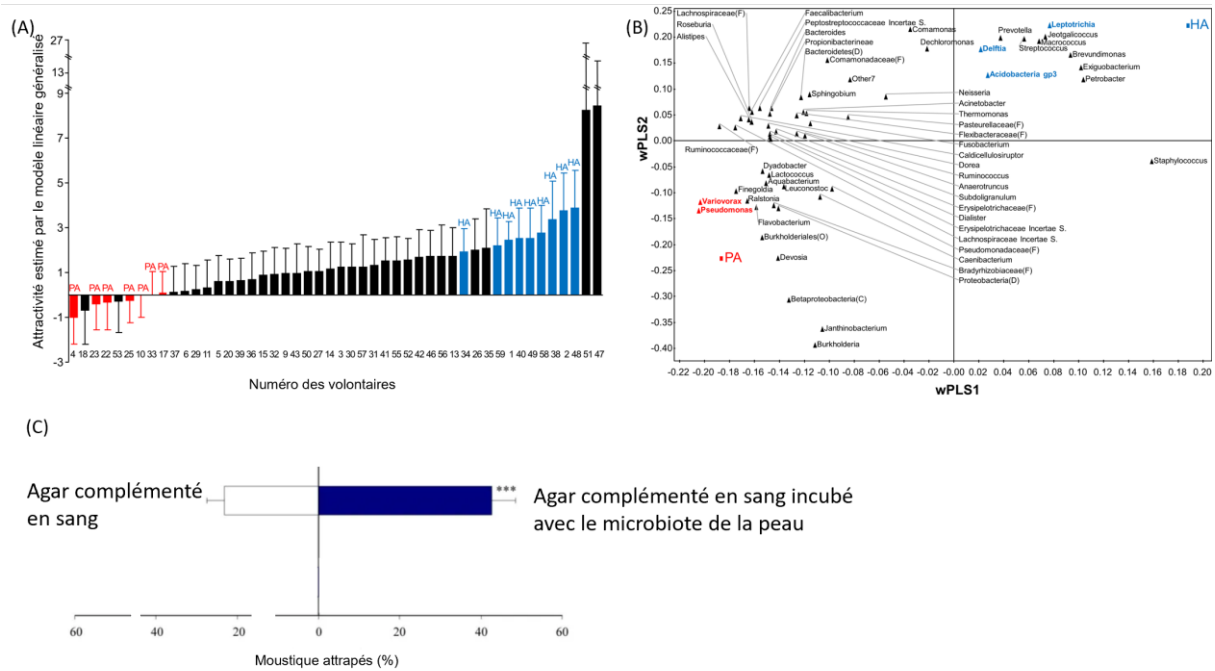 (A)
27
13
9
7
5
3
1
-1
-3
Attractivité estimé par le modèle linéaire généralisé
PA PA PA PA PA PA PA HA HA HA HA HA HA HA HA HA
4 18 23 22 53 25 10 33 17 37 6 29 11 5 20 39 36 15 32 9 43 50 27 14 3 30 57 31 41 55 52 42 46 56 13 34 26 35 59 1 40 49 58 38 2 48 51 47
Numéro des volontaires
(B)
0.25
0.20
0.15
0.10
0.05
0.00
-0.05
-0.10
-0.15
-0.20
-0.25
-0.30
-0.35
-0.40
wPLS2
Lachnospiraceae(F)
Roseburia
Alistipes
Faecalibacterium
Peptostreptococcaceae Incertae S.
Bacteroides
Propionibacterineae
Bacteroidetes(D)
Comamonadaceae(F)
Other7
Sphingobium
Comamonas
Dechloromonas
Prevotella
Leptotrichia
HA
Jeotgalicoccus
Macrococcus
Streptococcus
Delftia
Brevundimonas
Exiguobacterium
Acidobacteria gp3
Petrobacter
Neisseria
Acinetobacter
Thermomonas
Pasteurellaceae(F)
Flexibacteraceae(F)
Fusobacterium
Caldicellulosiruptor
Dorea
Ruminococcus
Anaerotruncus
Subdoligranulum
Erysipelotrichaceae(F)
Dialister
Erysipelotrichaceae Incertae S.
Lachnospiraceae Incertae S.
Pseudomonadaceae(F)
Caenibacterium
Bradyrhizobiaceae(F)
Proteobacteria(D)
Staphylococcus
Ruminococcaceae(F)
Dyadobacter
Lactococcus
Aquabacterium
Finegoldia
Leuconostoc
Ralstonia
Variovorax
Pseudomonas
Flavobacterium
Burkholderiales(O)
PA
Devosia
Betaproteobacteria(C)
Janthinobacterium
Burkholderia
-0.22 -0.20 -0.18 -0.16 -0.14 -0.12 -0.10 -0.08 -0.06 -0.04 -0.02 0.00 0.02 0.04 0.06 0.08 0.10 0.12 0.14 0.16 0.18 0.20
wPLS1
(C)
Agar complémenté
en sang
***
Agar complémenté en sang incubé
avec le microbiote de la peau
60 40 20 0 20 40 60
Moustique attrapés (%)